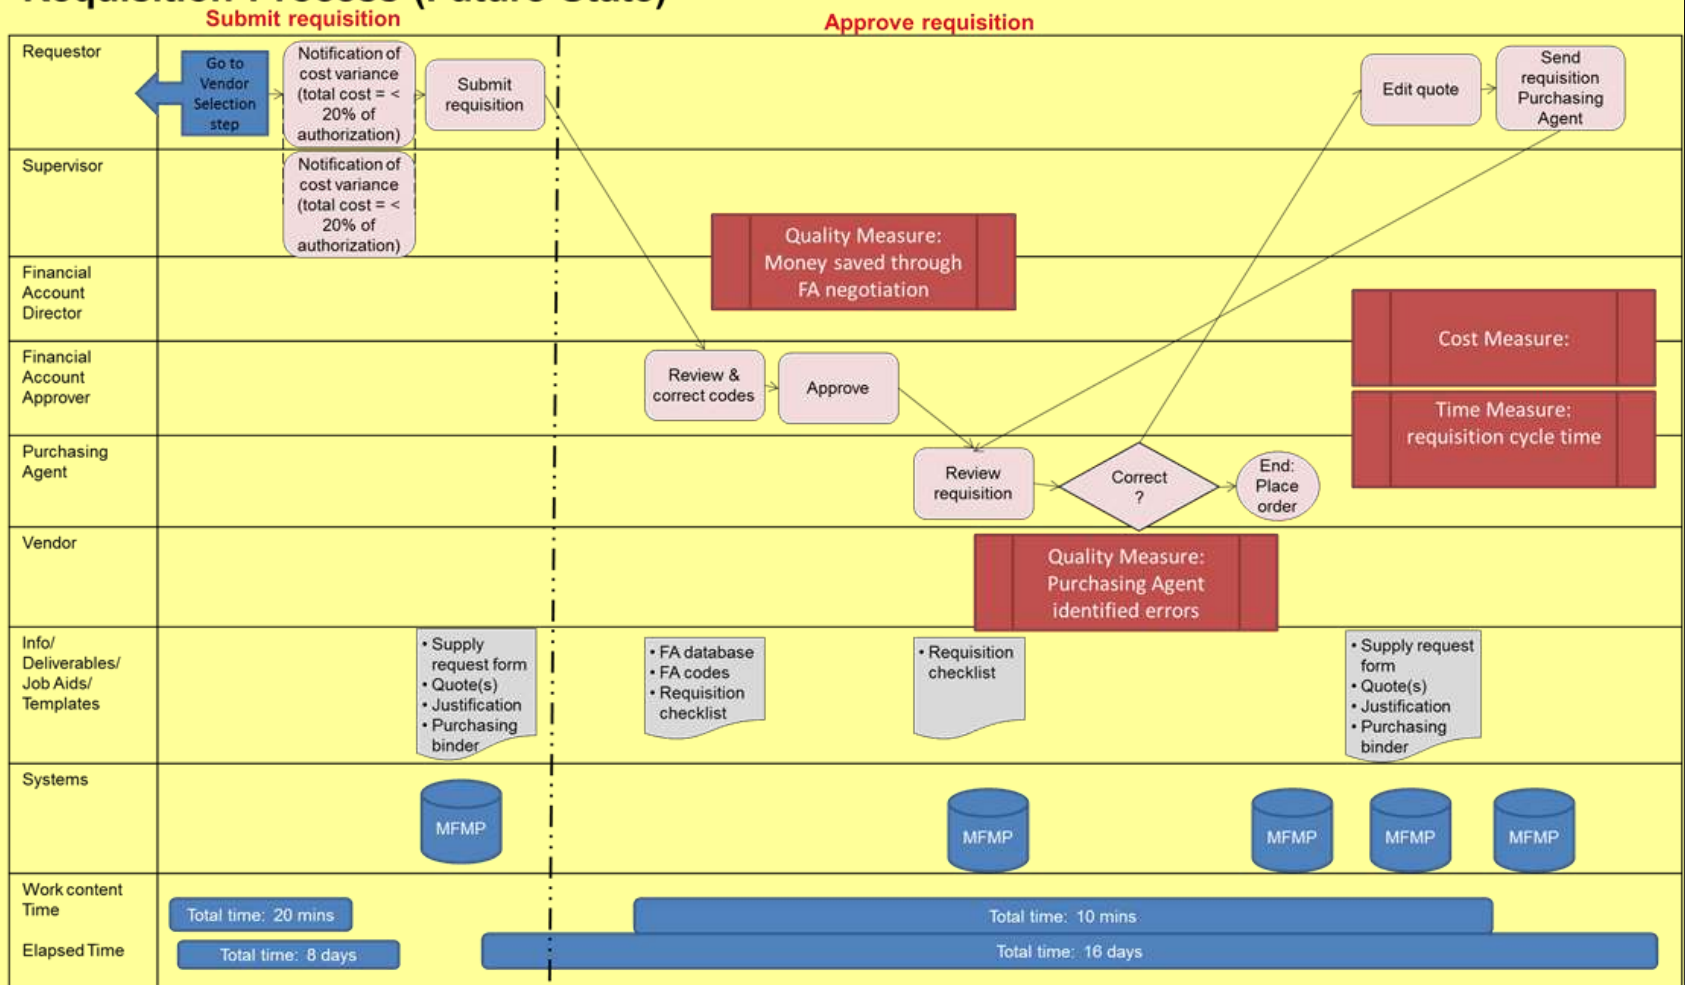 Requisition Process (Future State)
Submit requisition
Approve requisition
Requestor
Go to
Vendor
Selection
step
Notification of
cost variance
(total cost = <
20% of
authorization)
Submit
requisition
Edit quote
Send
requisition
Purchasing
Agent
Supervisor
Notification of
cost variance
(total cost = <
20% of
authorization)
Quality Measure:
Money saved through
FA negotiation
Financial
Account
Director
Cost Measure:
Financial
Account
Approver
Review &
correct codes
Approve
Time Measure:
requisition cycle time
Purchasing
Agent
Review
requisition
Correct
?
End:
Place
order
Vendor
Quality Measure:
Purchasing Agent
identified errors
Info/
Deliverables/
Job Aids/
Templates
• Supply
request form
• Quote(s)
• Justification
• Purchasing
binder
• FA database
• FA codes
• Requisition
checklist
• Requisition
checklist
• Supply request
form
• Quote(s)
• Justification
• Purchasing
binder
Systems
MFMP
MFMP
MFMP
MFMP
MFMP
Work content
Time
Total time: 20 mins
Total time: 10 mins
Elapsed Time
Total time: 8 days
Total time: 16 days